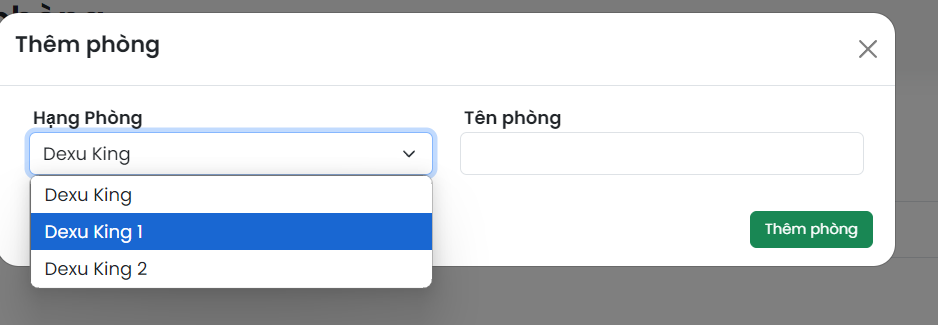 Thêm phòng
Hạng Phòng
Tên phòng
Dexu King
Dexu King
Dexu King 1
Dexu King 2
Thêm phòng